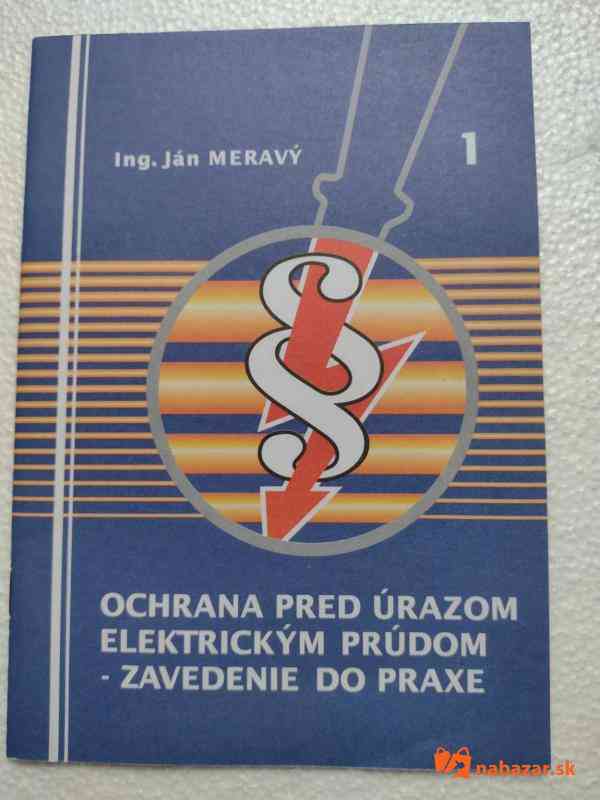 Ing. Ján MERAVÝ
1
§
OCHRANA PRED ÚRAZOM
ELEKTRICKÝM PRÚDOM
- ZAVEDENIE DO PRAXE
nabazar.sk